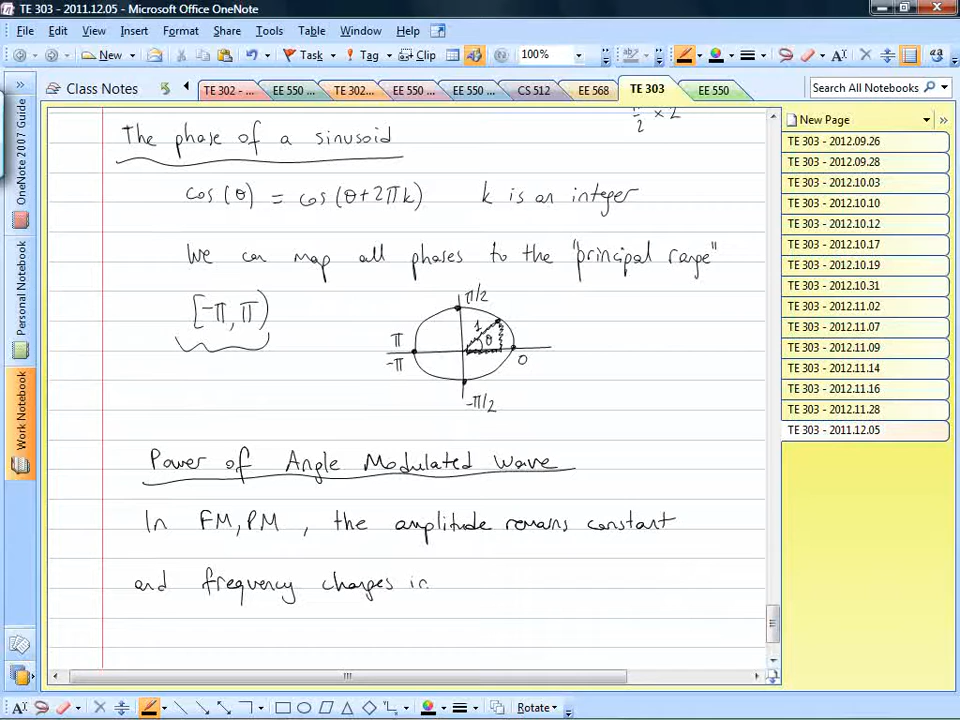 TE 303 - 2011.12.05 - Microsoft Office OneNote
File Edit View Insert Format Share Tools Table Window Help
New Task Tag Clip 100%
Class Notes TE 302 - ... EE 550 ... TE 302... EE 550 ... EE 550 ... CS 512 EE 568 TE 303 EE 550 Search All Notebooks
OneNote 2007 Guide
Personal Notebook
Work Notebook
π/2 × 2
The phase of a sinusoid
cos(θ) = cos(θ+2πk) k is an integer
We can map all phases to the "principal range"
[-π, π)
π/2
1
θ
π
-π
0
-π/2
Power of Angle Modulated Wave
In FM, PM, the amplitude remains constant
and frequency changes in
New Page
TE 303 - 2012.09.26
TE 303 - 2012.09.28
TE 303 - 2012.10.03
TE 303 - 2012.10.10
TE 303 - 2012.10.12
TE 303 - 2012.10.17
TE 303 - 2012.10.19
TE 303 - 2012.10.31
TE 303 - 2012.11.02
TE 303 - 2012.11.07
TE 303 - 2012.11.09
TE 303 - 2012.11.14
TE 303 - 2012.11.16
TE 303 - 2012.11.28
TE 303 - 2011.12.05
Rotate